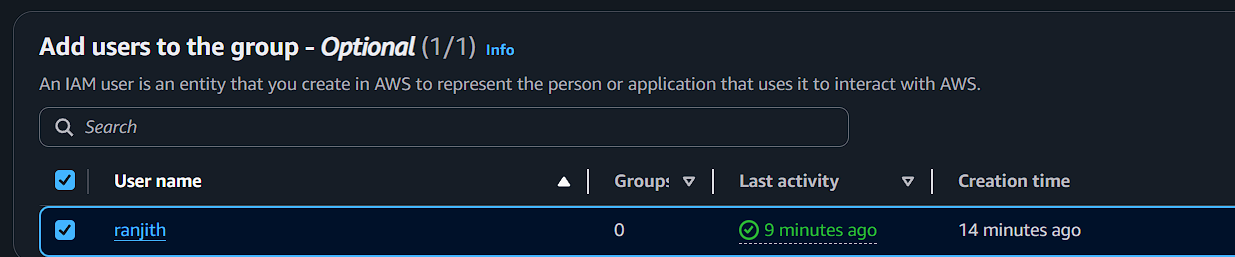 Add users to the group - Optional (1/1) Info
An IAM user is an entity that you create in AWS to represent the person or application that uses it to interact with AWS.
Search
User name Groups Last activity Creation time
ranjith 0 9 minutes ago 14 minutes ago